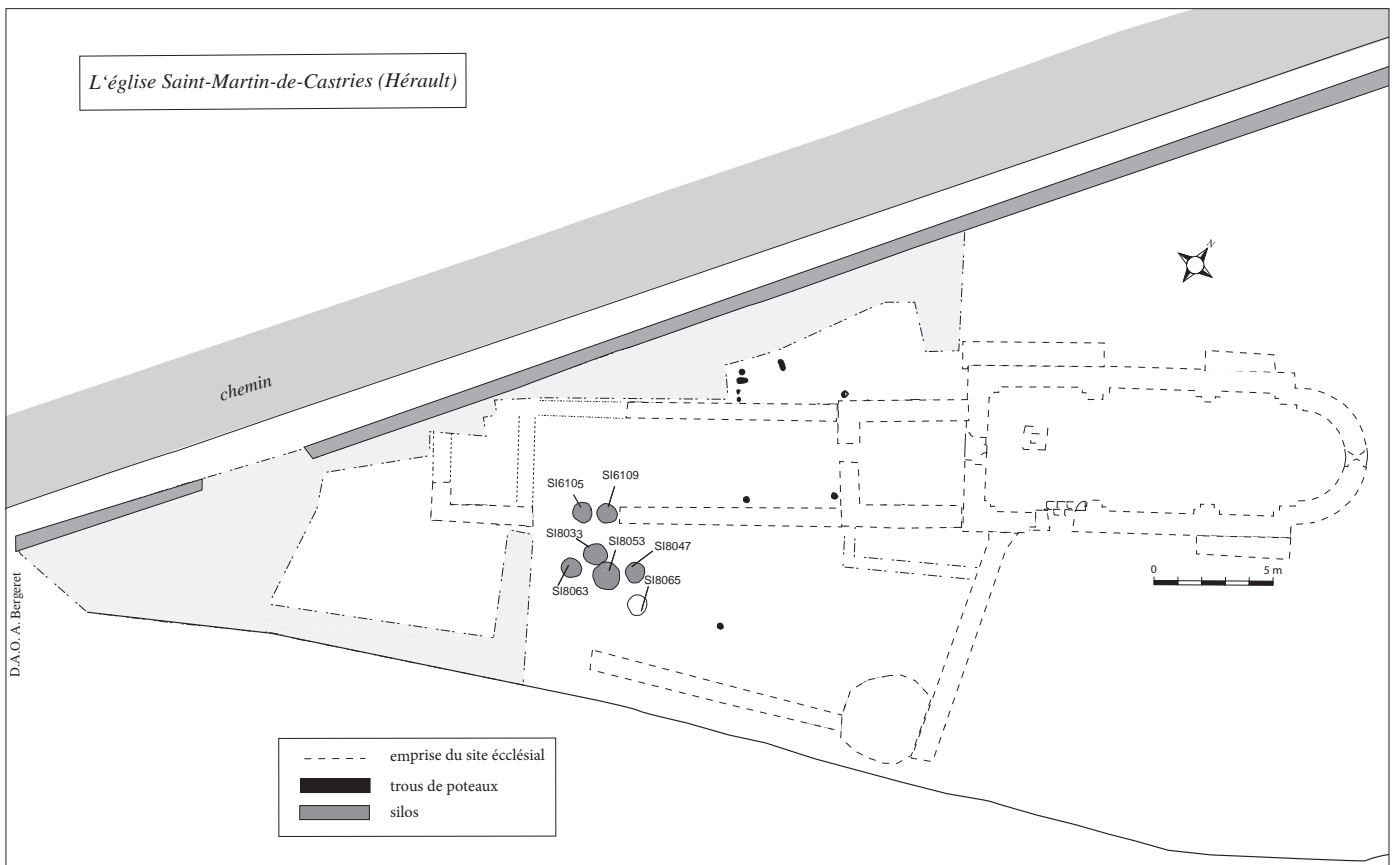 L'église Saint-Martin-de-Castries (Hérault)
N
chemin
SI6105
SI6109
SI8033
SI8053
SI8047
SI8063
SI8065
0 5 m
D.A.O. A. Bergeret
emprise du site écclésial
trous de poteaux
silos